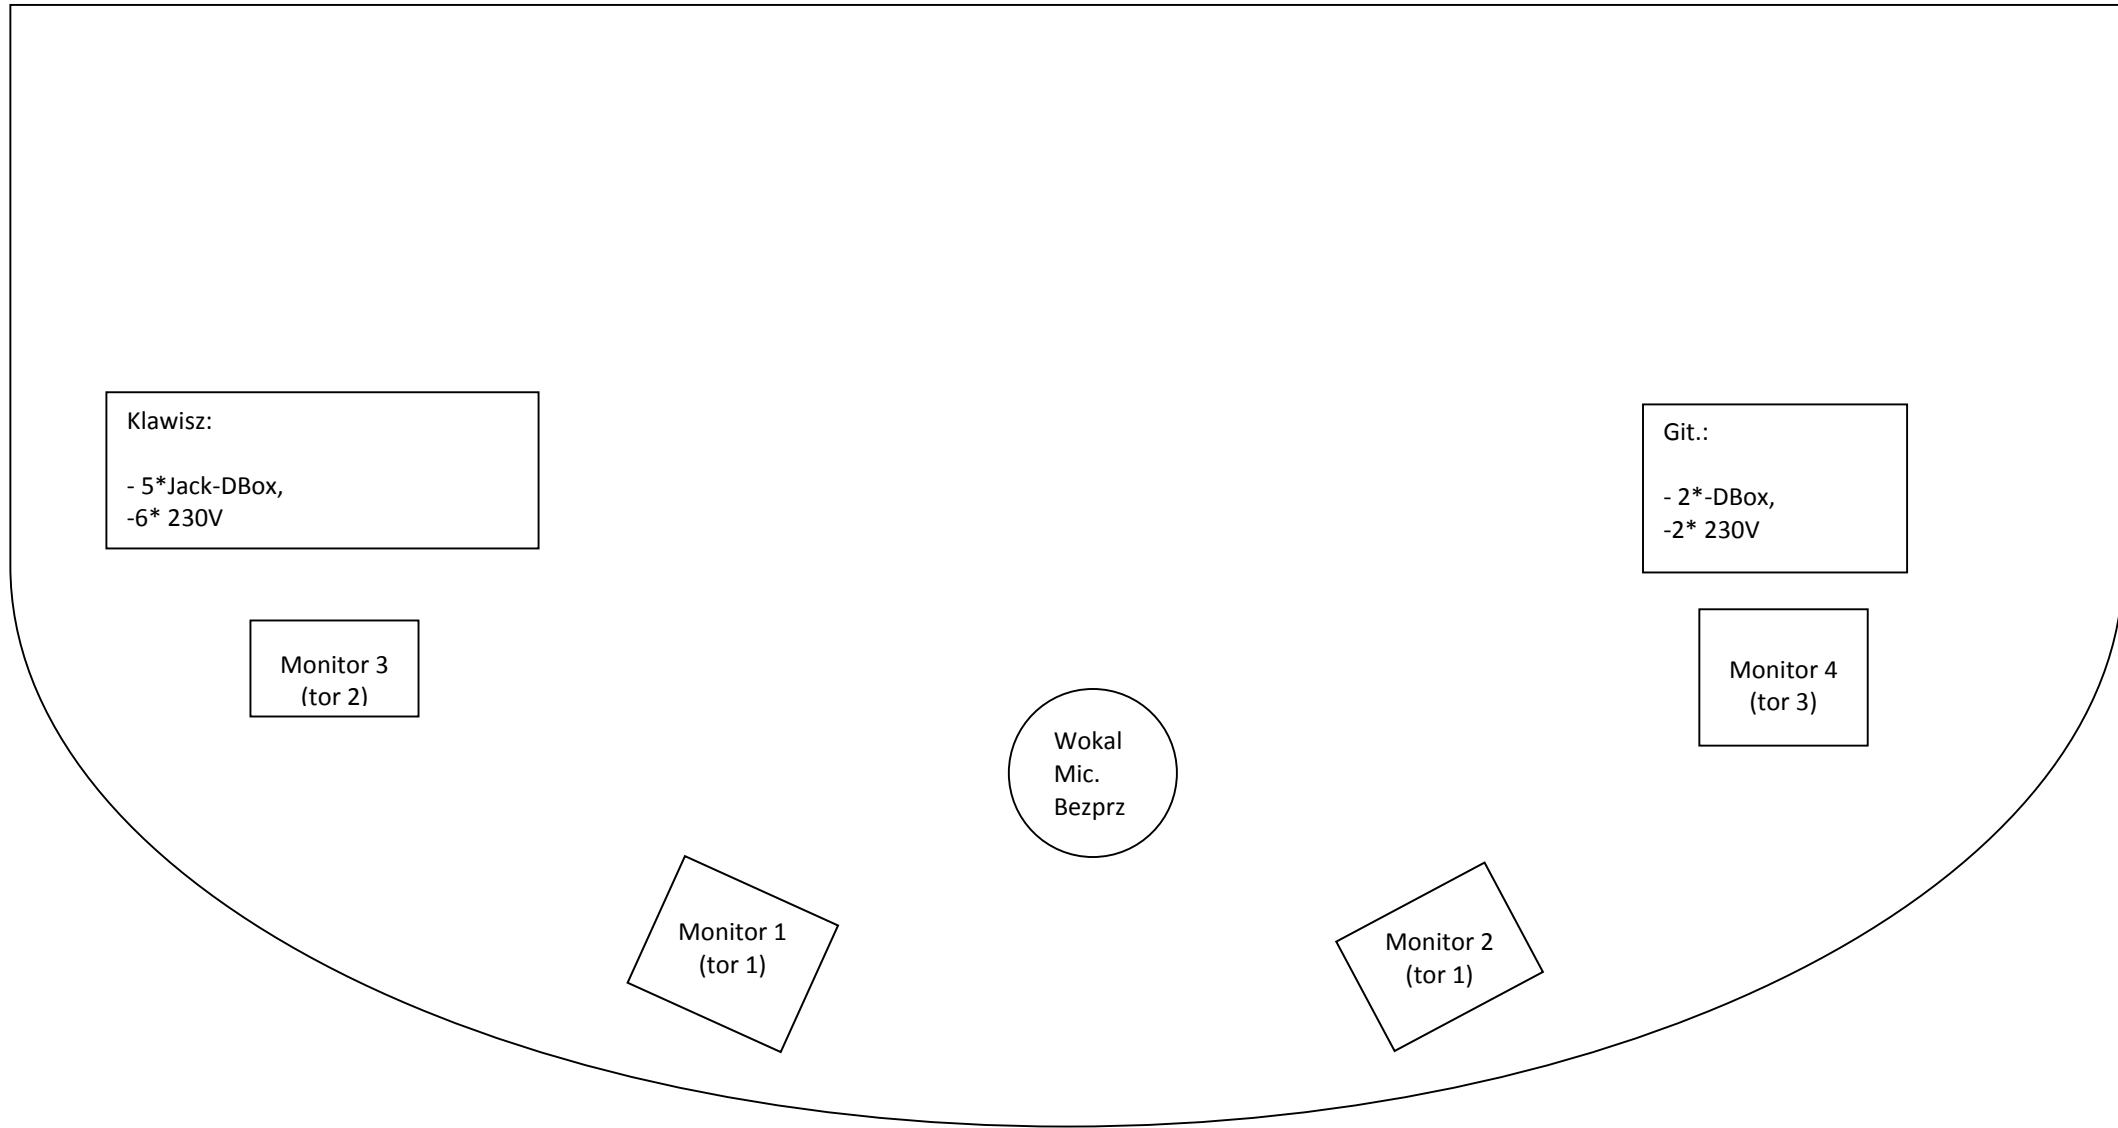 Klawisz:
- 5*Jack-DBox,
-6* 230V
Git.:
- 2*-DBox,
-2* 230V
Monitor 3
(tor 2)
Monitor 4
(tor 3)
Wokal
Mic.
Bezprz
Monitor 1
(tor 1)
Monitor 2
(tor 1)